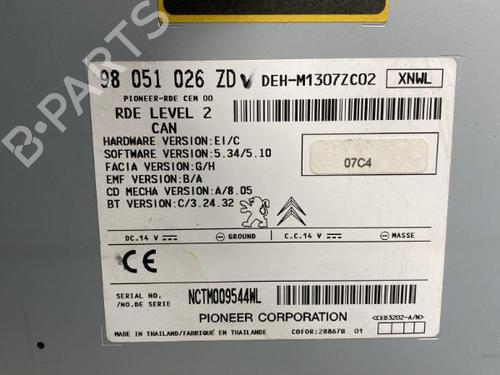 98 051 026 ZD V DEH-M1307ZC02 XNWL
PIONEER-RDE CEM 00
RDE LEVEL 2
CAN
HARDWARE VERSION:EI/C
SOFTWARE VERSION:5.34/5.10
FACIA VERSION:G/H
EMF VERSION:B/A
CD MECHA VERSION:A/8.05
BT VERSION:C/3.24.32
07C4
DC.14 V GROUND C.C.14 V MASSE
CE
SERIAL NO.
/NO.DE SERIE NCTM009544WL
PIONEER CORPORATION <CED3202-A/N>
MADE IN THAILAND/FABRIQUÉ EN THAILANDE COFOR:28867B 01
B-PARTS